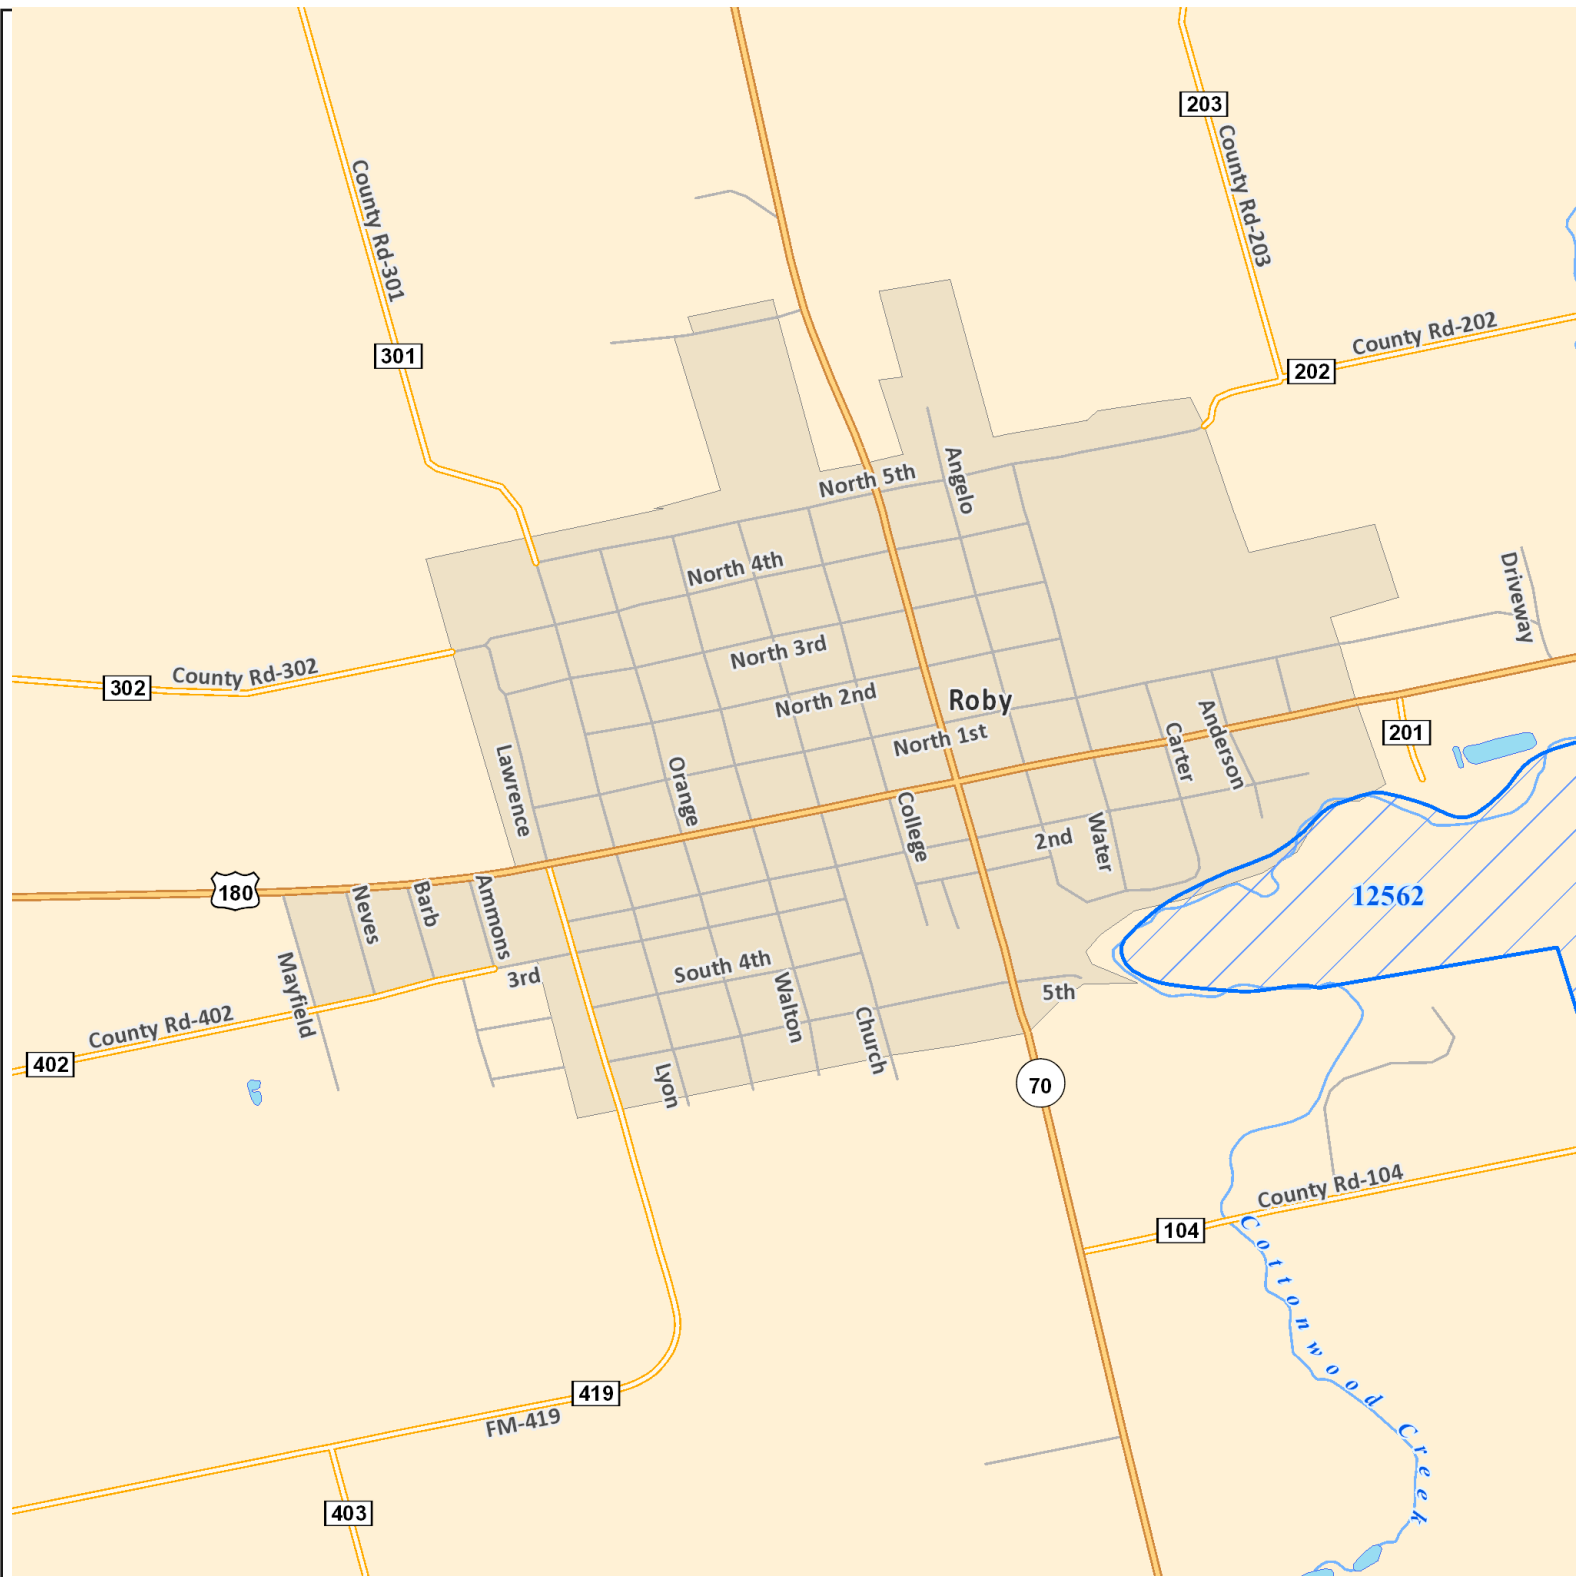 203
County Rd-203
County Rd-301
301
County Rd-202
202
North 5th
Angelo
North 4th
Driveway
North 3rd
County Rd-302
302
North 2nd
Roby
North 1st
Anderson
Carter
201
Lawrence
Orange
College
Water
2nd
180
Neves
Barb
Ammons
12562
Mayfield
3rd
South 4th
Walton
5th
County Rd-402
402
Church
Lyon
70
County Rd-104
104
Cottonwood Creek
419
FM-419
403